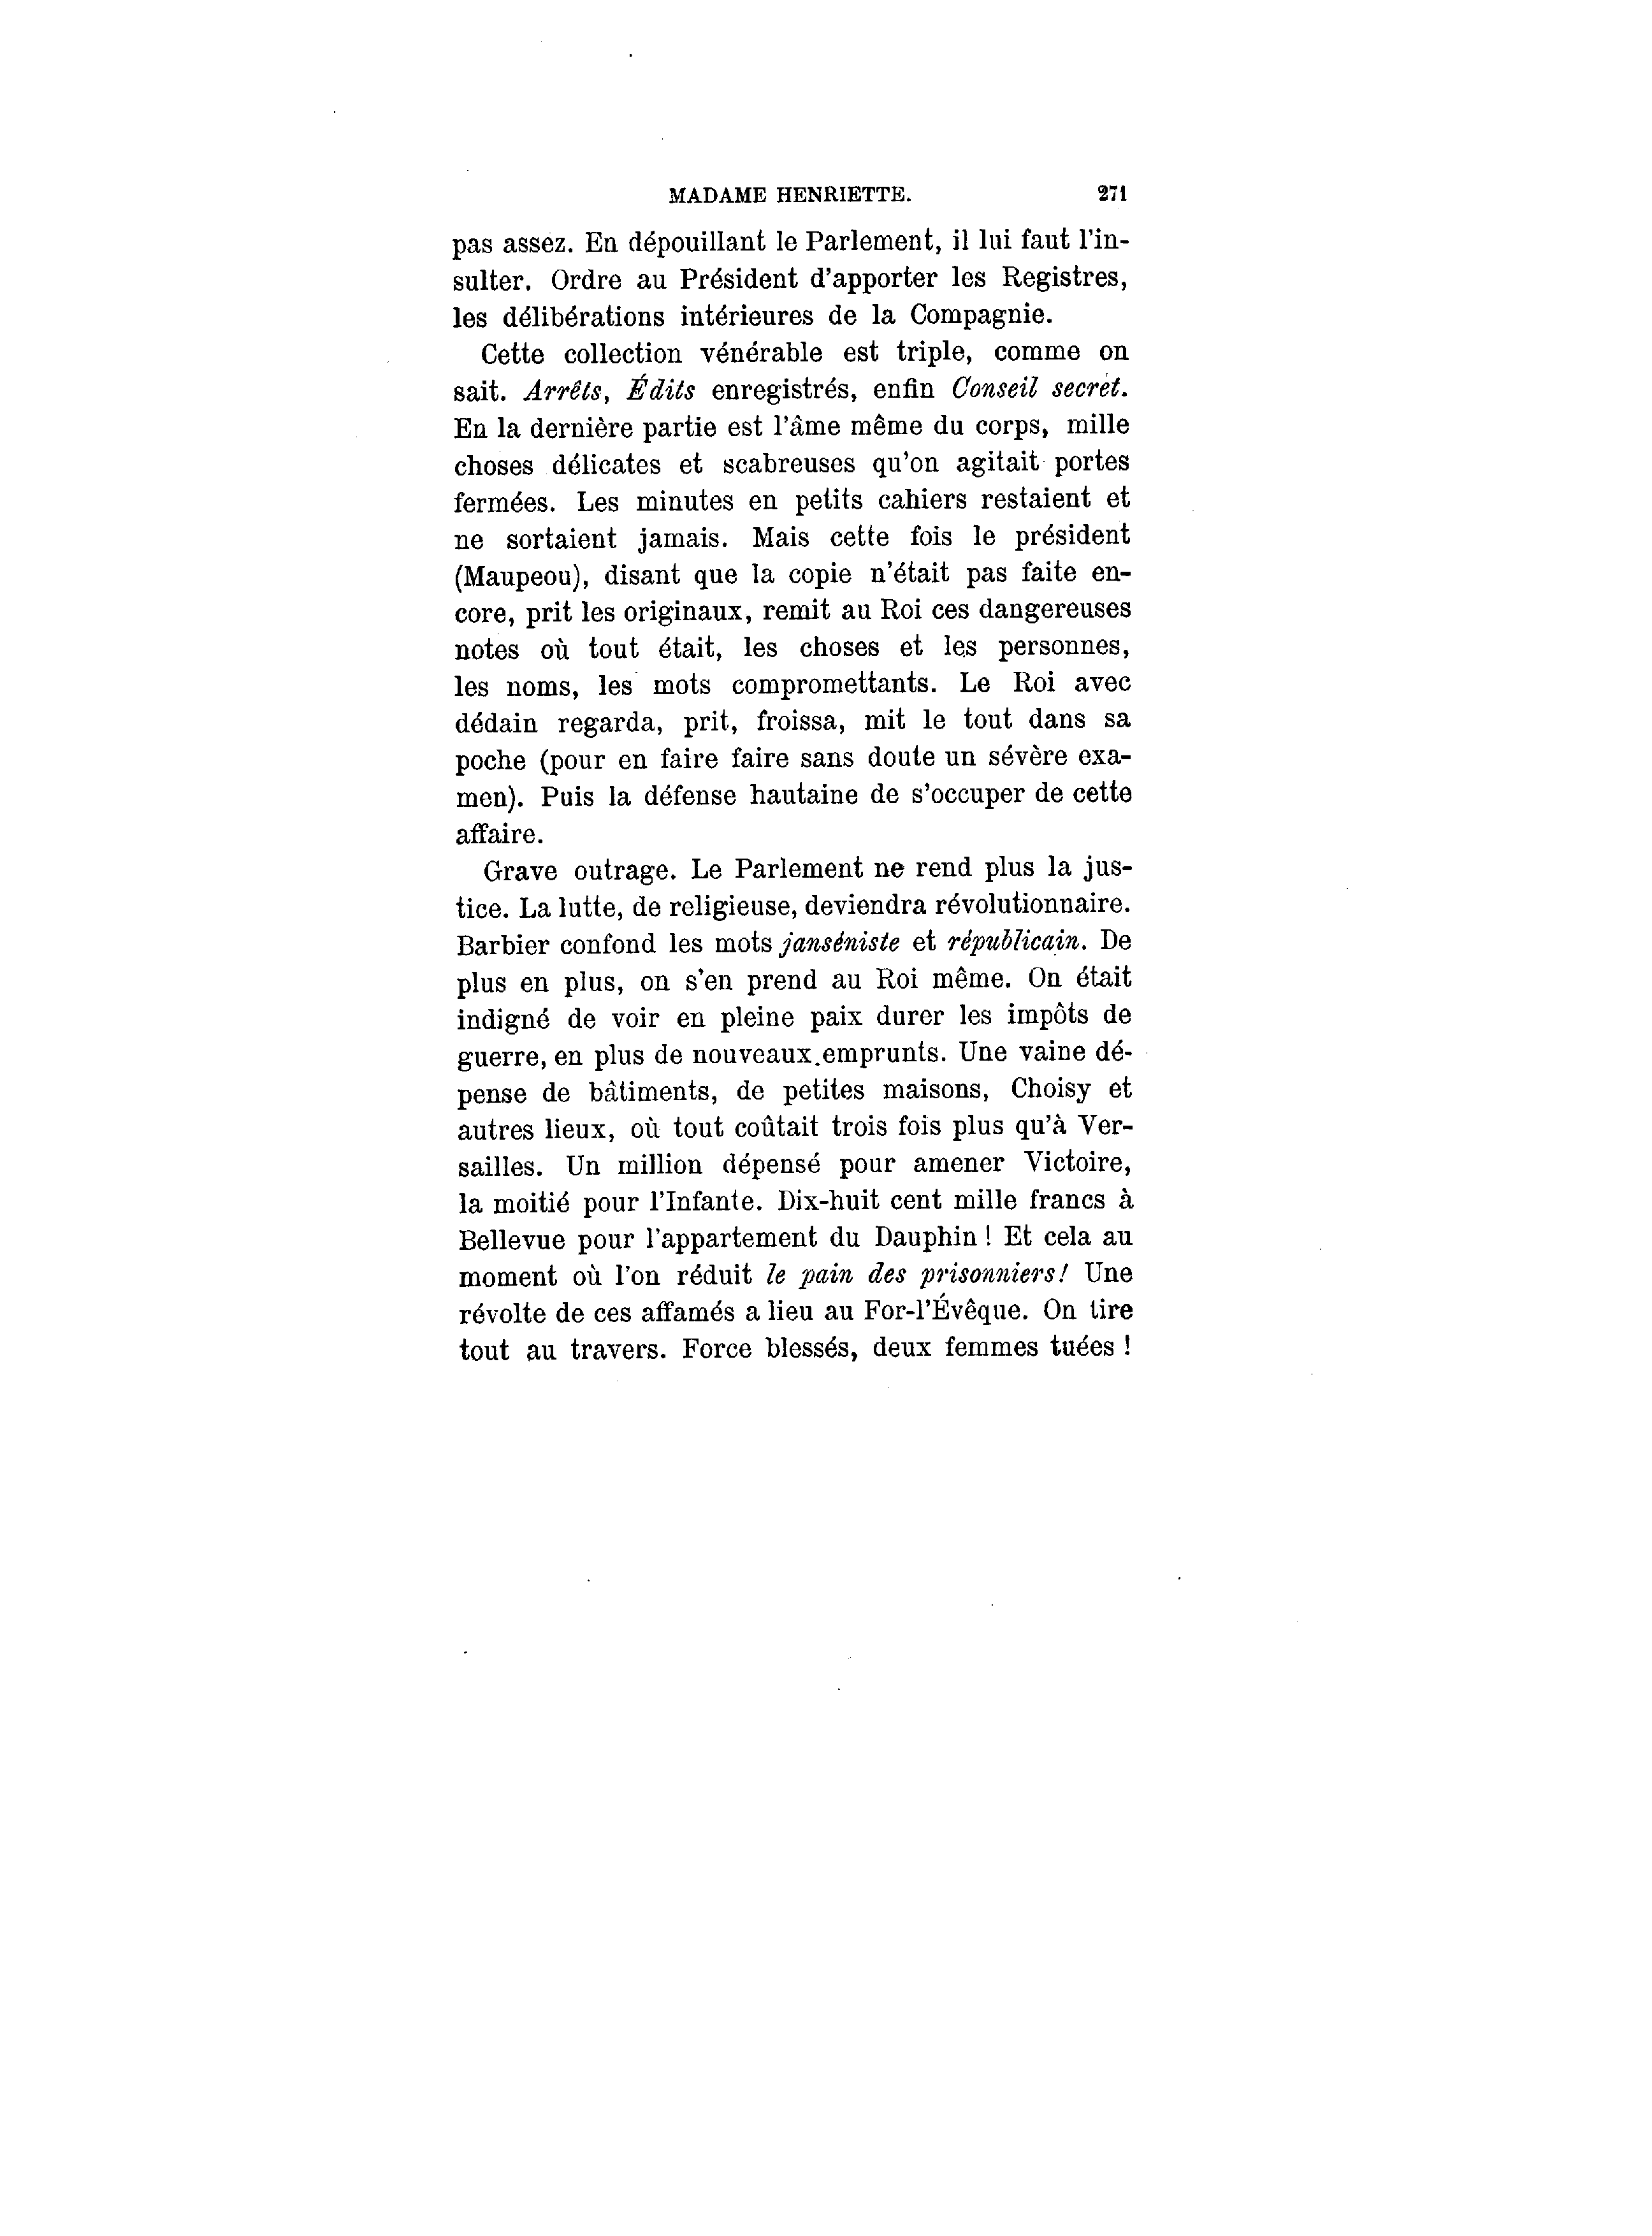 MADAME HENRIETTE. 271
pas assez. En dépouillant le Parlement, il lui faut l'in-
sulter. Ordre au Président d'apporter les Registres,
les délibérations intérieures de la Compagnie.
Cette collection vénérable est triple, comme on
sait. Arrêts, Édits enregistrés, enfin Conseil secret.
En la dernière partie est l'âme même du corps, mille
choses délicates et scabreuses qu'on agitait portes
fermées. Les minutes en petits cahiers restaient et
ne sortaient jamais. Mais cette fois le président
(Maupeou), disant que la copie n'était pas faite en-
core, prit les originaux, remit au Roi ces dangereuses
notes où tout était, les choses et les personnes,
les noms, les mots compromettants. Le Roi avec
dédain regarda, prit, froissa, mit le tout dans sa
poche (pour en faire faire sans doute un sévère exa-
men). Puis la défense hautaine de s'occuper de cette
affaire.
Grave outrage. Le Parlement ne rend plus la jus-
tice. La lutte, de religieuse, deviendra révolutionnaire.
Barbier confond les mots janséniste et républicain. De
plus en plus, on s'en prend au Roi même. On était
indigné de voir en pleine paix durer les impôts de
guerre, en plus de nouveaux emprunts. Une vaine dé-
pense de bâtiments, de petites maisons, Choisy et
autres lieux, où tout coûtait trois fois plus qu'à Ver-
sailles. Un million dépensé pour amener Victoire,
la moitié pour l'Infante. Dix-huit cent mille francs à
Bellevue pour l'appartement du Dauphin ! Et cela au
moment où l'on réduit le pain des prisonniers! Une
révolte de ces affamés a lieu au For-l'Évêque. On tire
tout au travers. Force blessés, deux femmes tuées !